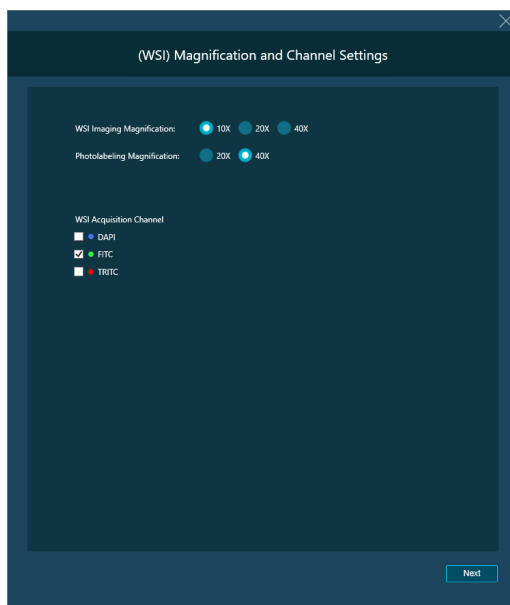 (WSI) Magnification and Channel Settings
WSI Imaging Magnification: 10X 20X 40X
Photolabeling Magnification: 20X 40X
WSI Acquisition Channel
DAPI
FITC
TRITC
Next